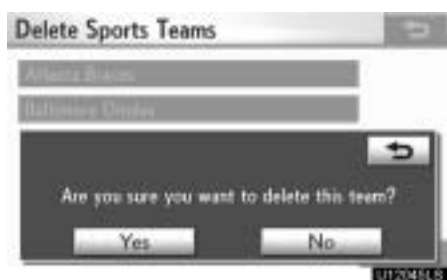 Delete Sports Teams
Atlanta Braves
Baltimore Orioles
Are you sure you want to delete this team?
Yes
No